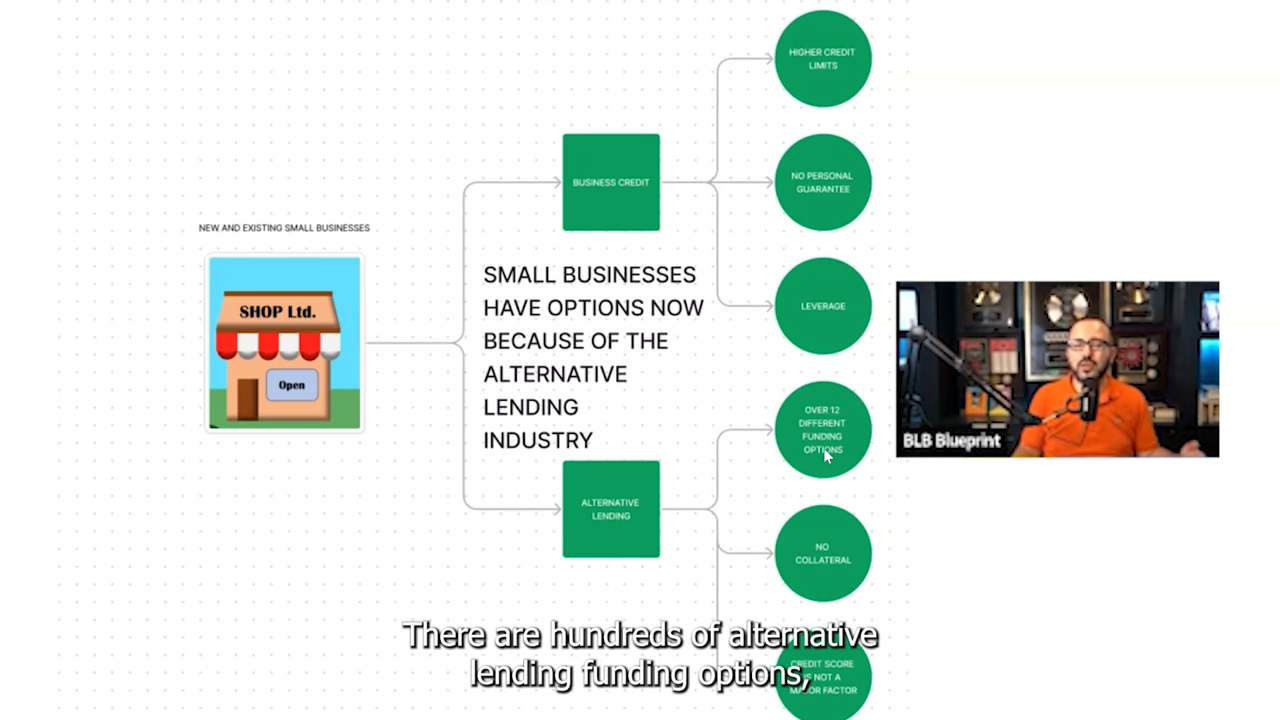 HIGHER CREDIT
LIMITS
BUSINESS CREDIT
NO PERSONAL
GUARANTEE
NEW AND EXISTING SMALL BUSINESSES
SHOP Ltd.
Open
SMALL BUSINESSES
HAVE OPTIONS NOW
BECAUSE OF THE
ALTERNATIVE
LENDING
INDUSTRY
LEVERAGE
OVER 12
DIFFERENT
FUNDING
OPTIONS
BLB Blueprint
ALTERNATIVE
LENDING
NO
COLLATERAL
There are hundreds of alternative
lending funding options,
CREDIT SCORE
IS NOT A
MAJOR FACTOR